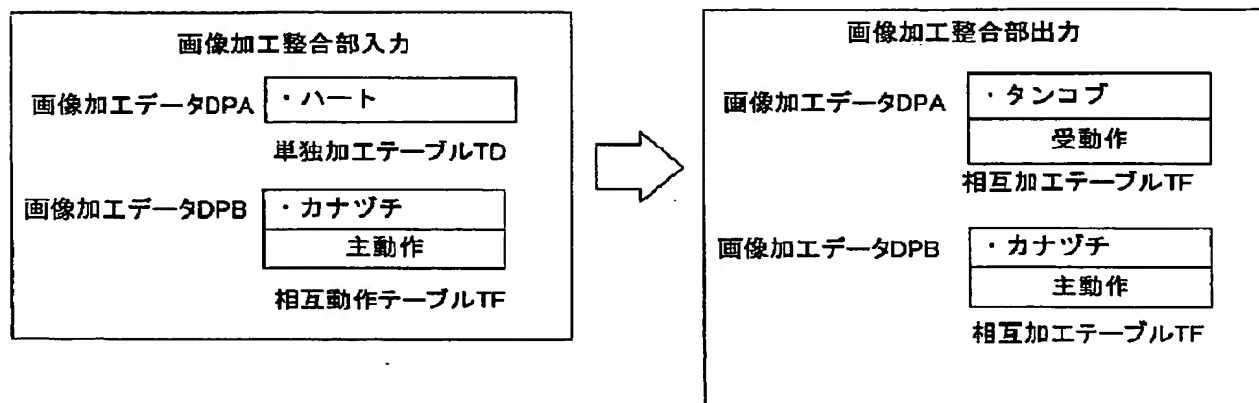 画像加工整合部入力
画像加工データDPA
・ハート
単独加工テーブルTD
画像加工データDPB
・カナヅチ
主動作
相互動作テーブルTF
画像加工整合部出力
画像加工データDPA
・タンコブ
受動作
相互加工テーブルTF
画像加工データDPB
・カナヅチ
主動作
相互加工テーブルTF